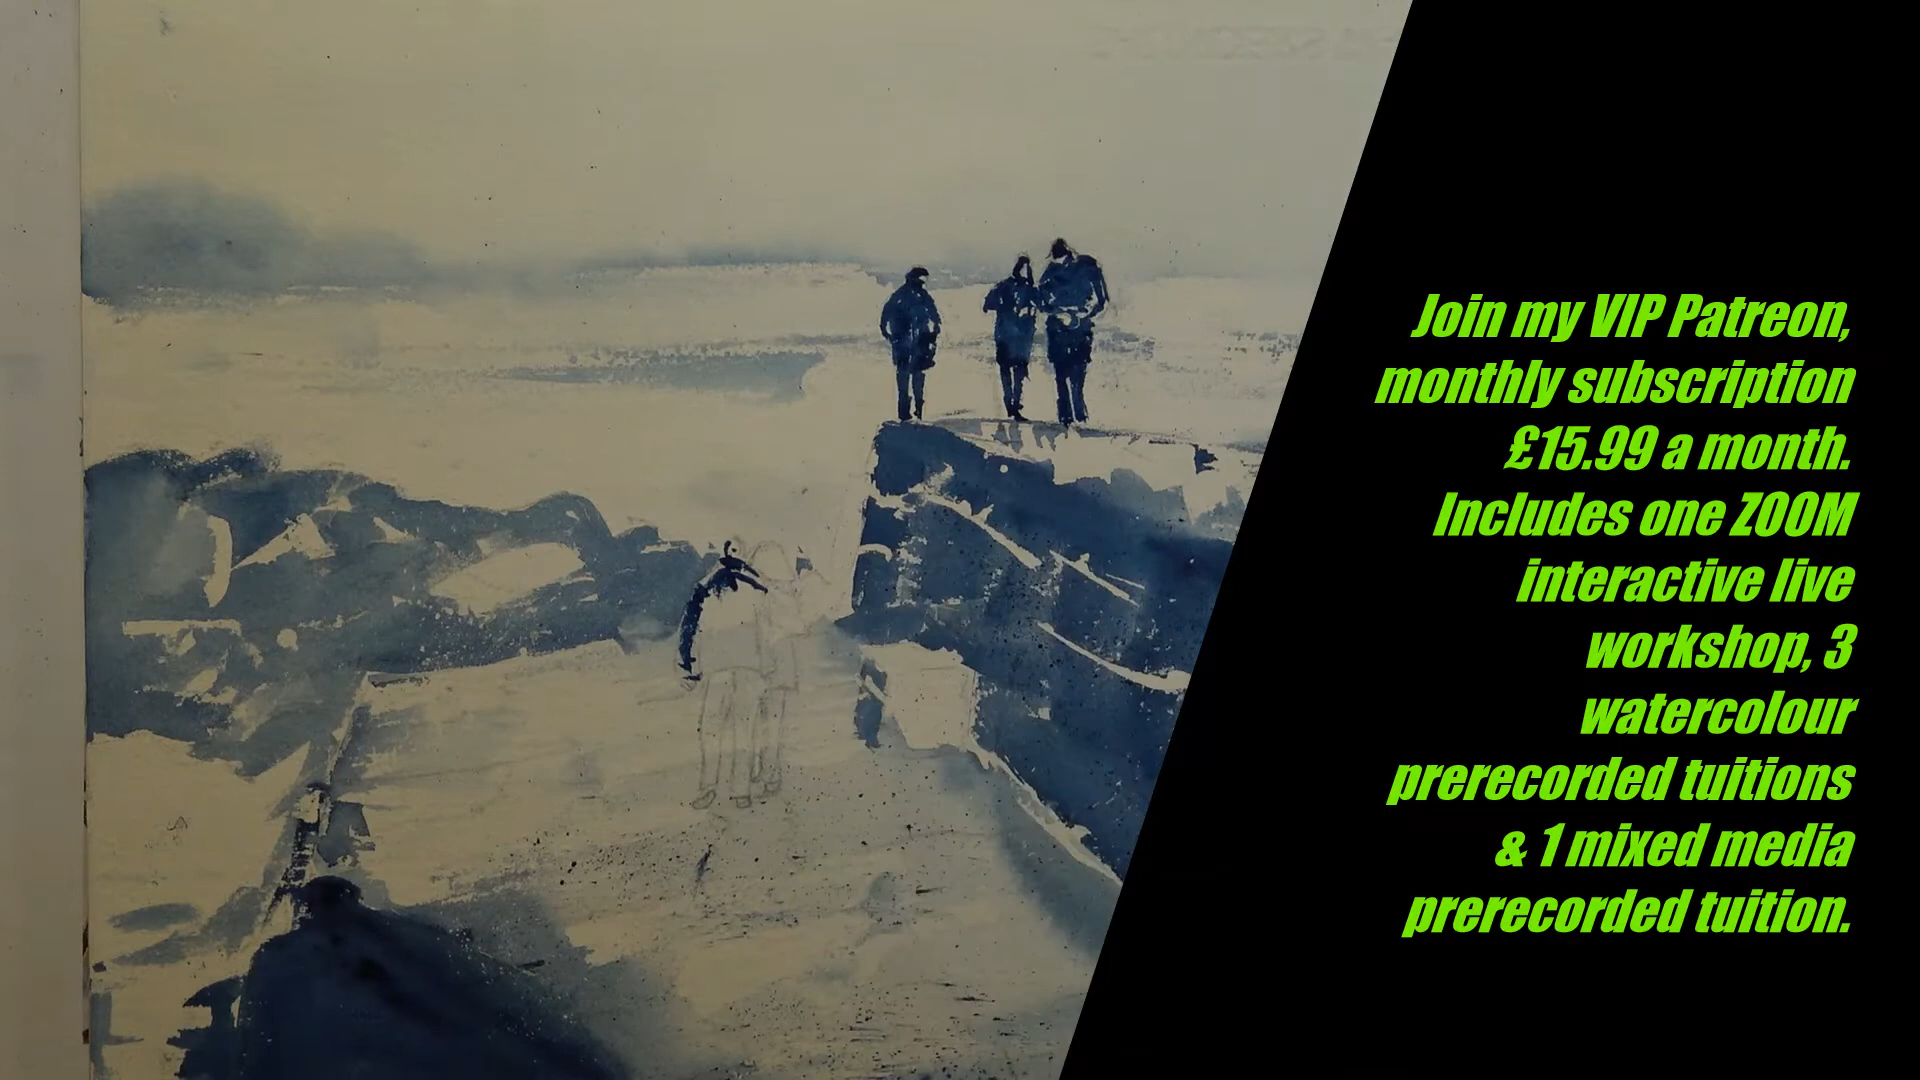 Join my VIP Patreon,
monthly subscription
£15.99 a month.
Includes one ZOOM
interactive live
workshop, 3
watercolour
prerecorded tuitions
& 1 mixed media
prerecorded tuition.